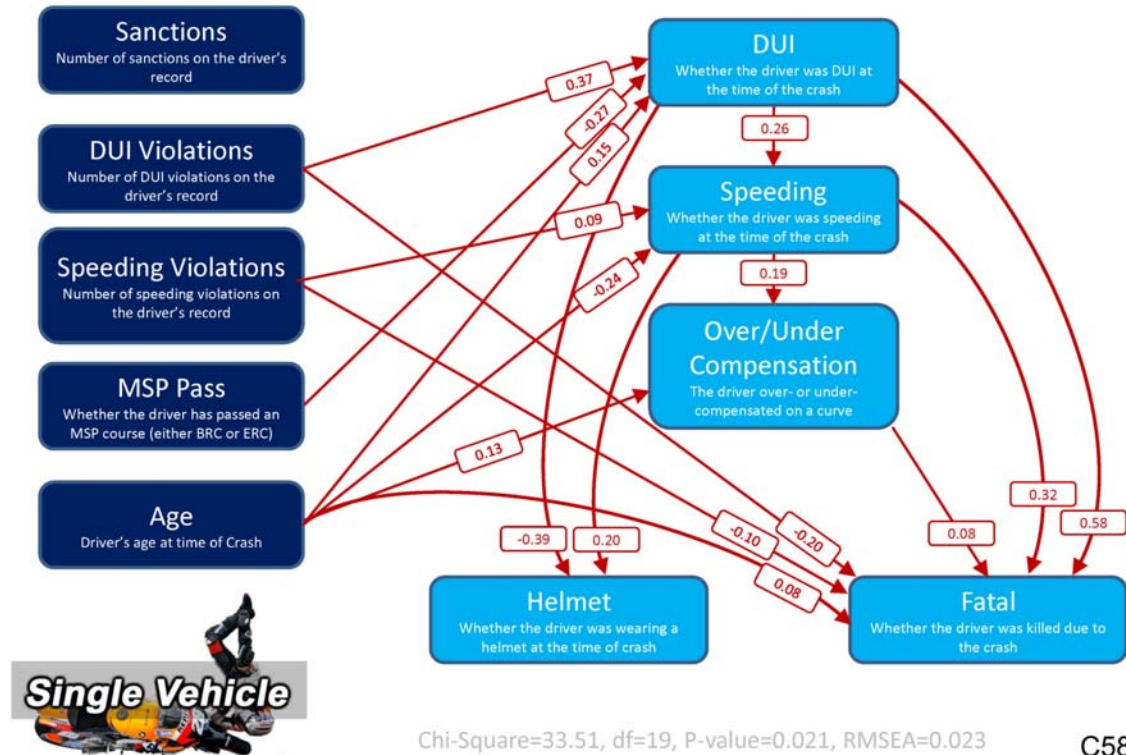 Sanctions
Number of sanctions on the driver's
record
DUI Violations
Number of DUI violations on the
driver's record
Speeding Violations
Number of speeding violations on
the driver's record
MSP Pass
Whether the driver has passed an
MSP course (either BRC or ERC)
Age
Driver's age at time of Crash
DUI
Whether the driver was DUI at
the time of the crash
Speeding
Whether the driver was speeding
at the time of the crash
Over/Under
Compensation
The driver over- or under-
compensated on a curve
Helmet
Whether the driver was wearing a
helmet at the time of crash
Fatal
Whether the driver was killed due to
the crash
0.37
-0.27
0.15
0.26
0.09
-0.24
0.19
0.13
-0.39
0.20
-0.10
-0.20
0.08
0.08
0.32
0.58
Single Vehicle
Chi-Square=33.51, df=19, P-value=0.021, RMSEA=0.023
C58